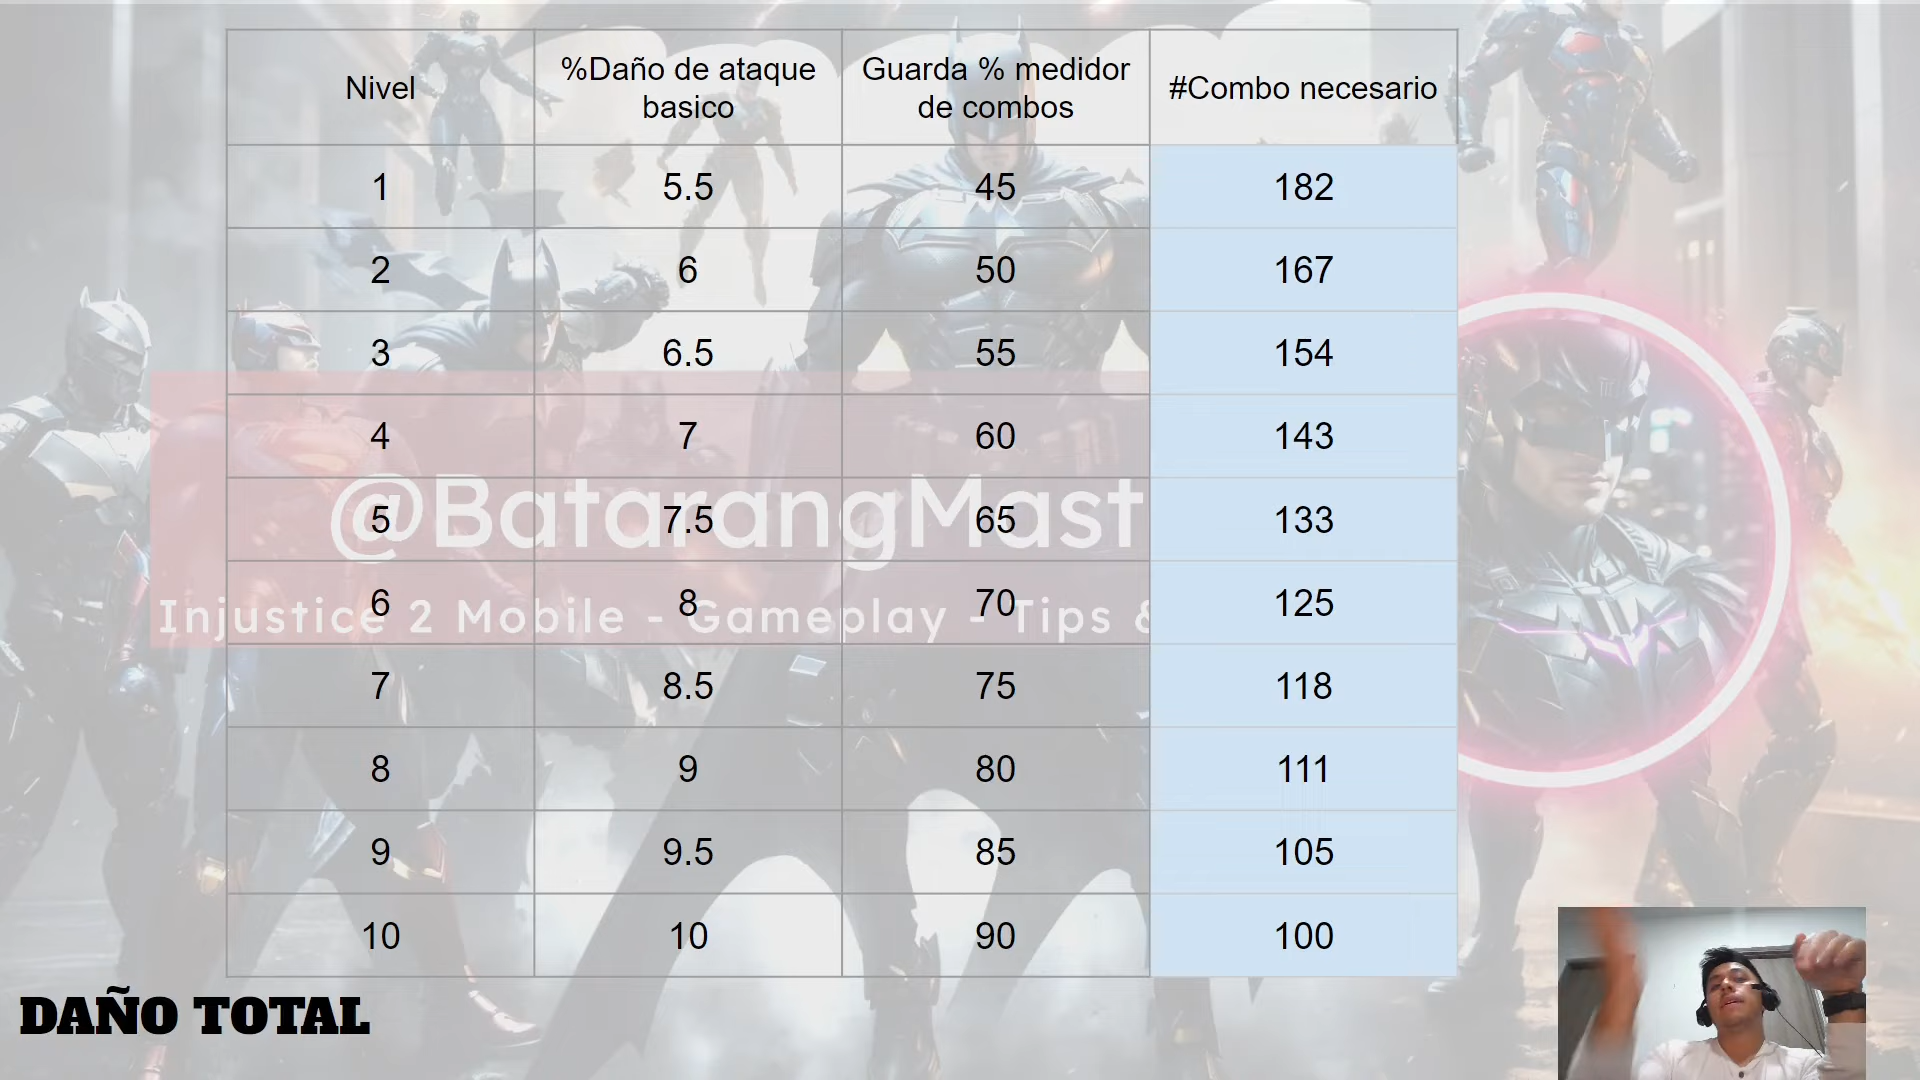 Nivel %Daño de ataque basico Guarda % medidor de combos #Combo necesario
1 5.5 45 182
2 6 50 167
3 6.5 55 154
4 7 60 143
5 7.5 65 133
6 8 70 125
7 8.5 75 118
8 9 80 111
9 9.5 85 105
10 10 90 100
@BatarangMast
Injustice 2 Mobile - Gameplay - Tips &
DAÑO TOTAL